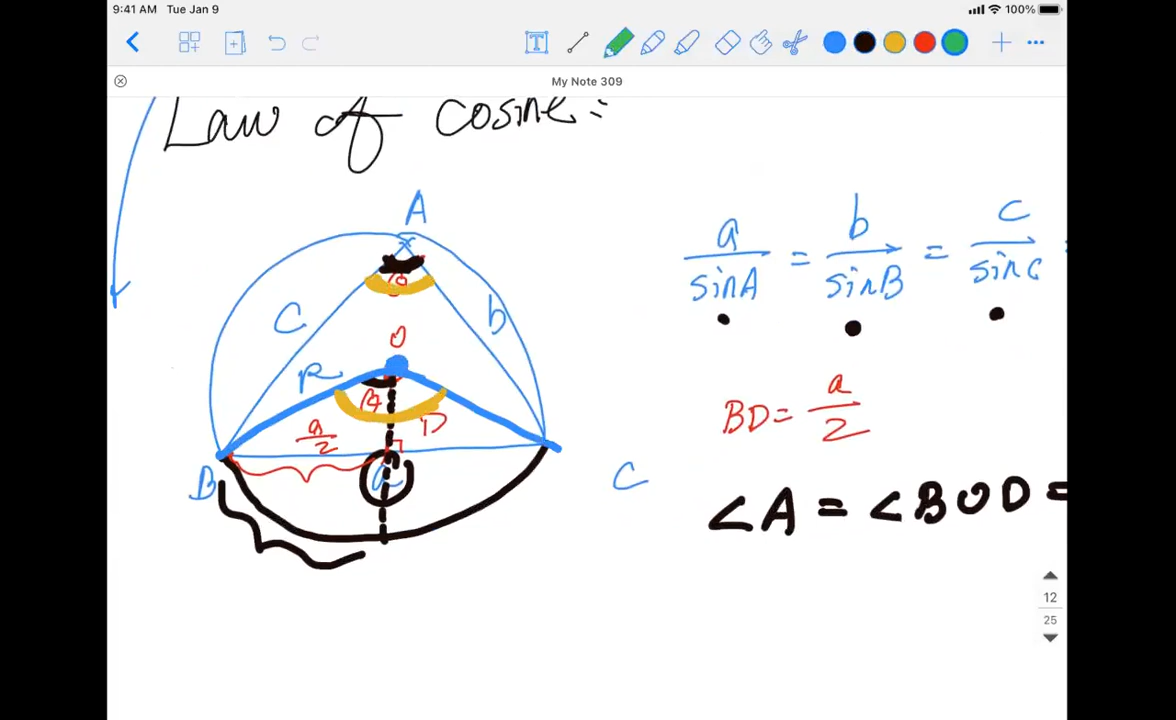 9:41 AM Tue Jan 9 100%
T
My Note 309
Law of cosine:
A
a/sinA = b/sinB = c/sinC =
C b
O
R
A D
a/2
B a C
BD = a/2
∠A = ∠BOD =
12
25